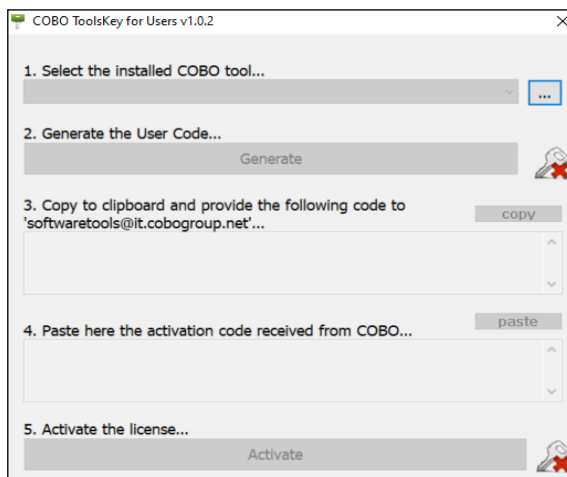 COBO ToolsKey for Users v1.0.2
1. Select the installed COBO tool...
...
2. Generate the User Code...
Generate
3. Copy to clipboard and provide the following code to
'softwaretools@it.cobogroup.net'...
copy
4. Paste here the activation code received from COBO...
paste
5. Activate the license...
Activate